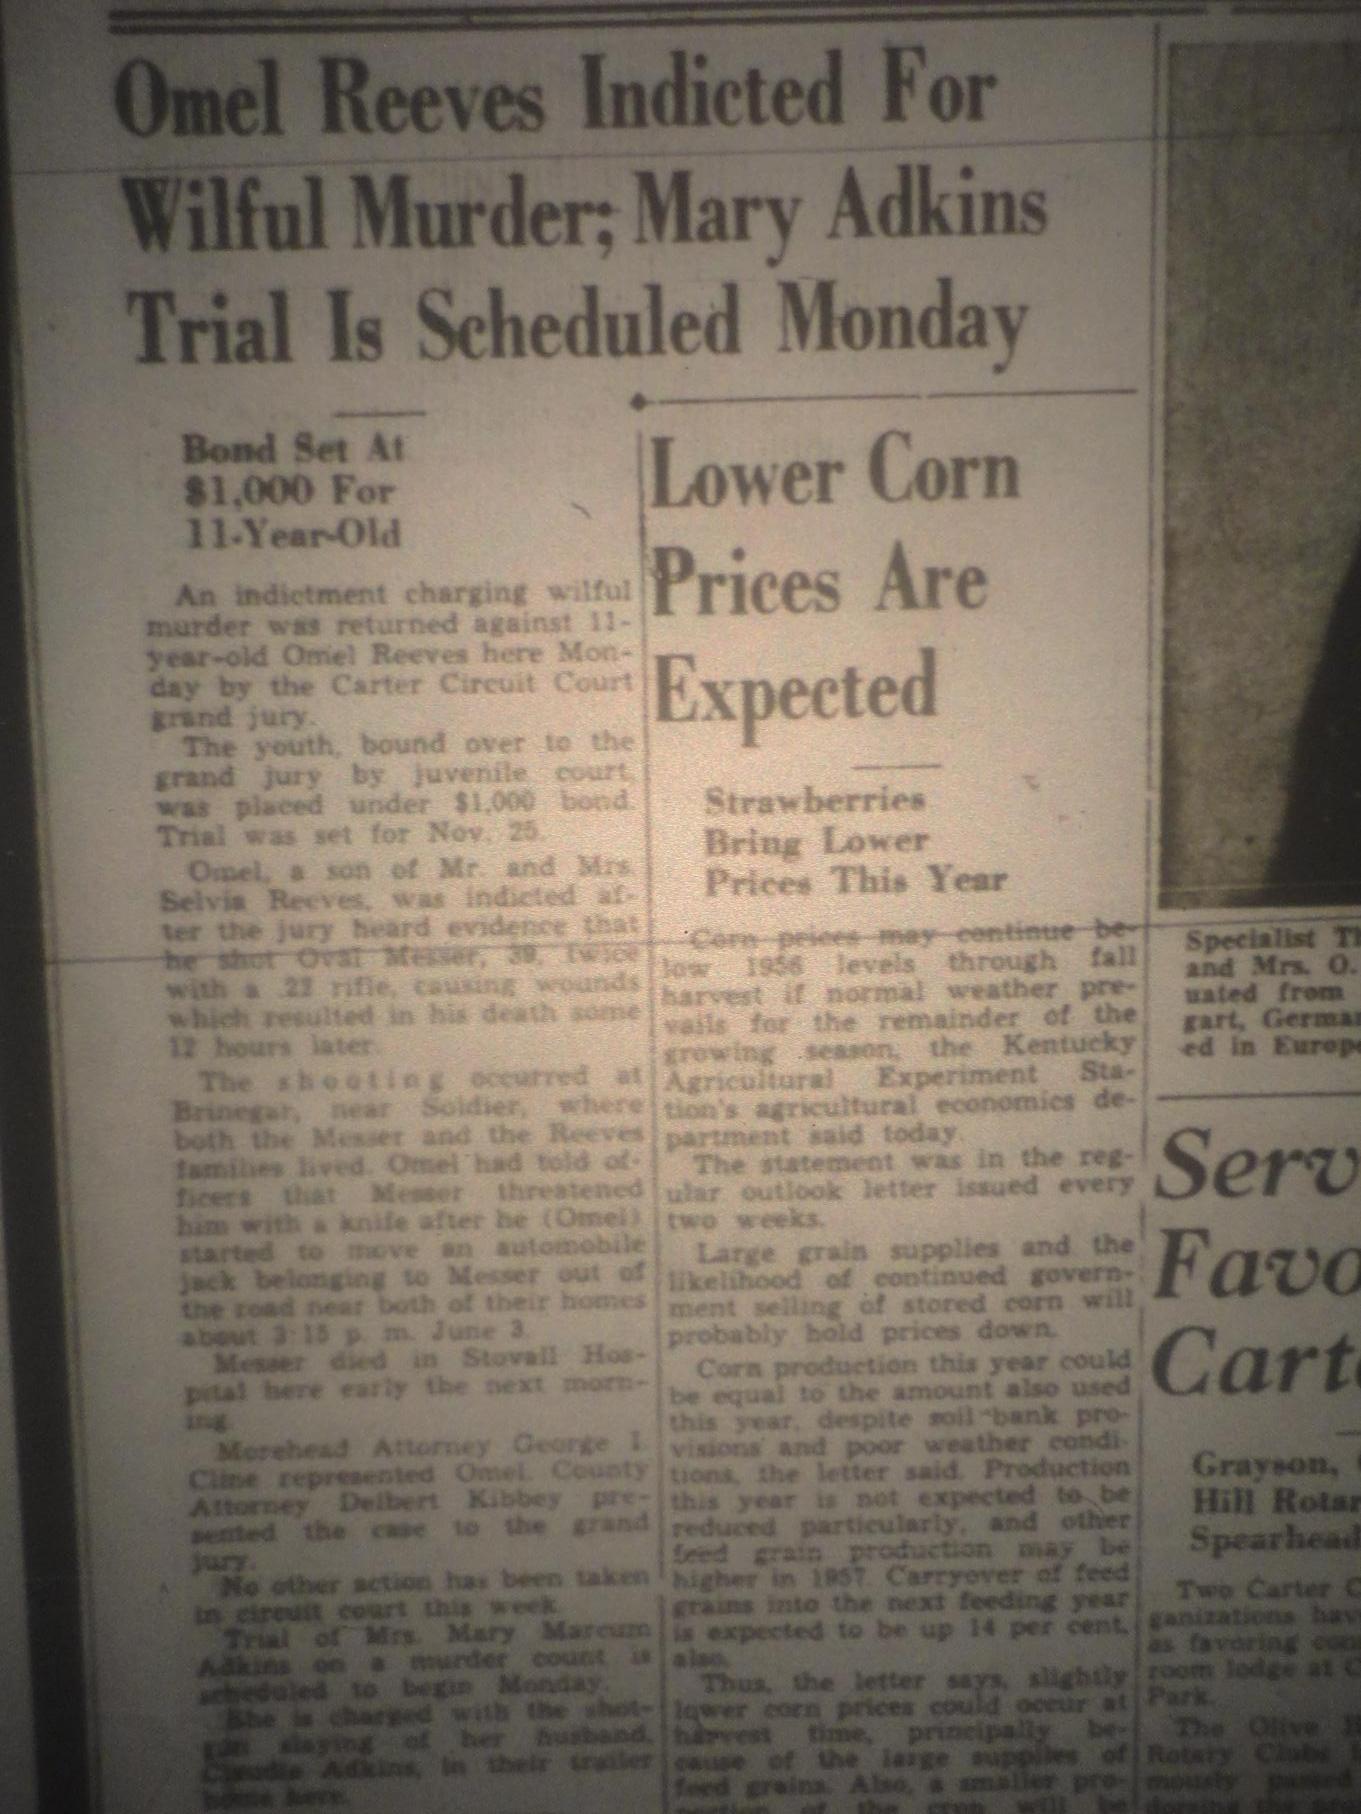 Omel Reeves Indicted For
Wilful Murder; Mary Adkins
Trial Is Scheduled Monday
Bond Set At
$1,000 For
11-Year-Old
An indictment charging wilful
murder was returned against 11-
year-old Omel Reeves here Mon-
day by the Carter Circuit Court
grand jury.
The youth, bound over to the
grand jury by juvenile court,
was placed under $1,000 bond.
Trial was set for Nov. 25.
Omel, a son of Mr. and Mrs.
Selvia Reeves, was indicted af-
ter the jury heard evidence that
he shot Oval Messer, 39, twice
with a .22 rifle, causing wounds
which resulted in his death some
12 hours later.
The shooting occurred at
Brinegar, near Soldier, where
both the Messer and the Reeves
families lived. Omel had told of-
ficers that Messer threatened
him with a knife after he (Omel)
started to move an automobile
jack belonging to Messer out of
the road near both of their homes
about 3:15 p. m. June 3.
Messer died in Stovall Hos-
pital here early the next morn-
ing.
Morehead Attorney George I.
Cline represented Omel. County
Attorney Delbert Kibbey pre-
sented the case to the grand
jury.
No other action has been taken
in circuit court this week.
Trial of Mrs. Mary Marcum
Adkins on a murder count is
scheduled to begin Monday.
She is charged with the shot-
gun slaying of her husband,
Claudie Adkins, in their trailer
home here.
Lower Corn
Prices Are
Expected
Strawberries
Bring Lower
Prices This Year
Corn prices may continue be-
low 1956 levels through fall
harvest if normal weather pre-
vails for the remainder of the
growing season, the Kentucky
Agricultural Experiment Sta-
tion's agricultural economics de-
partment said today.
The statement was in the reg-
ular outlook letter issued every
two weeks.
Large grain supplies and the
likelihood of continued govern-
ment selling of stored corn will
probably hold prices down.
Corn production this year could
be equal to the amount also used
this year, despite soil-bank pro-
visions and poor weather condi-
tions, the letter said. Production
this year is not expected to be
reduced particularly, and other
feed grain production may be
higher in 1957. Carryover of feed
grains into the next feeding year
is expected to be up 14 per cent,
also.
Thus, the letter says, slightly
lower corn prices could occur at
harvest time, principally be-
cause of the large supplies of
feed grains. Also, a smaller pro-
of the crop will be
Specialist
and Mrs. O.
uated from
gart, German
ed in Europe
Serv
Favo
Cart
Grayson,
Hill Rotar
Spearhead
Two Carter C
ganizations hav
as favoring con
room lodge at C
Park.
The Olive H
Rotary Clubs
mously passed